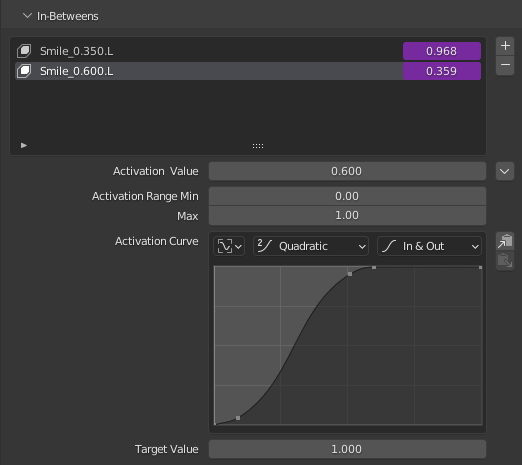 In-Betweens
Smile_0.350.L 0.968
Smile_0.600.L 0.359
+
−
Activation Value 0.600
Activation Range Min 0.00
Max 1.00
Activation Curve 2 Quadratic In & Out
Target Value 1.000